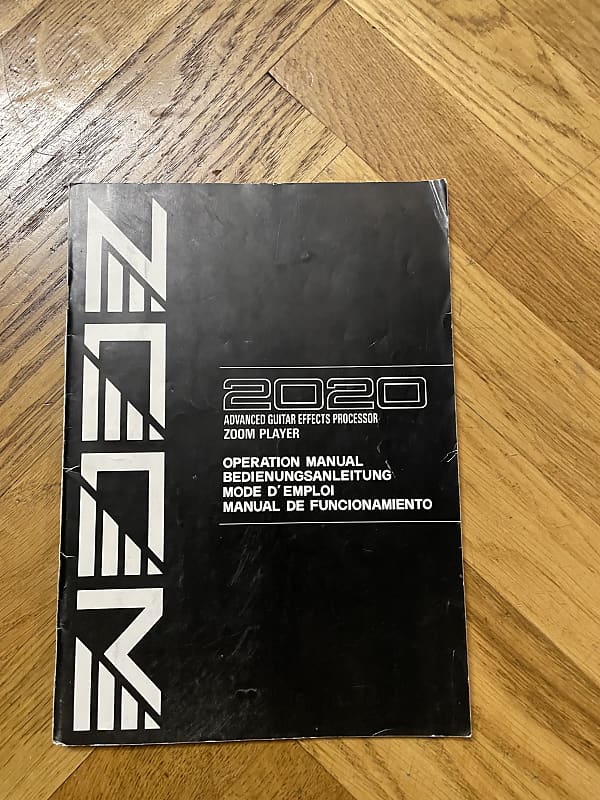 ZOOM
2020
ADVANCED GUITAR EFFECTS PROCESSOR
ZOOM PLAYER
OPERATION MANUAL
BEDIENUNGSANLEITUNG
MODE D'EMPLOI
MANUAL DE FUNCIONAMIENTO